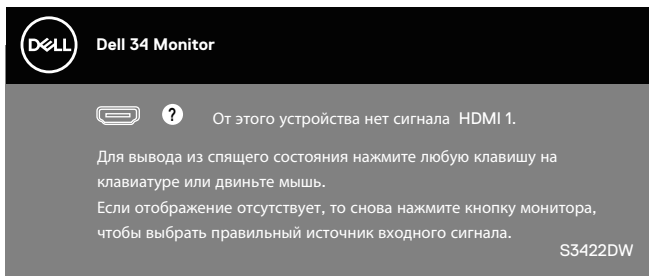 DELL
Dell 34 Monitor
?
От этого устройства нет сигнала HDMI 1.
Для вывода из спящего состояния нажмите любую клавишу на
клавиатуре или двиньте мышь.
Если отображение отсутствует, то снова нажмите кнопку монитора,
чтобы выбрать правильный источник входного сигнала.
S3422DW